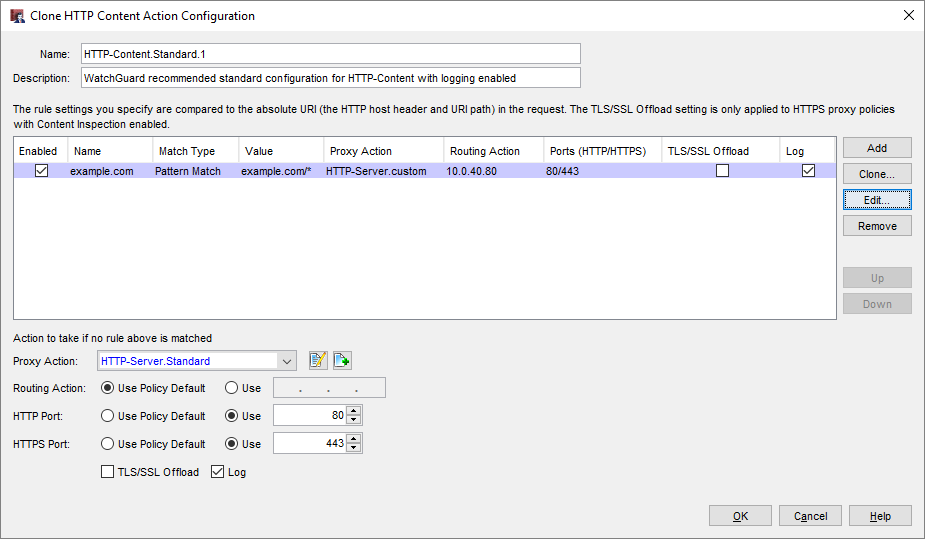 Clone HTTP Content Action Configuration
Name: HTTP-Content.Standard.1
Description: WatchGuard recommended standard configuration for HTTP-Content with logging enabled
The rule settings you specify are compared to the absolute URI (the HTTP host header and URI path) in the request. The TLS/SSL Offload setting is only applied to HTTPS proxy policies
with Content Inspection enabled.
Enabled Name Match Type Value Proxy Action Routing Action Ports (HTTP/HTTPS) TLS/SSL Offload Log
example.com Pattern Match example.com/* HTTP-Server.custom 10.0.40.80 80/443
Add
Clone...
Edit...
Remove
Up
Down
Action to take if no rule above is matched
Proxy Action: HTTP-Server.Standard
Routing Action: Use Policy Default Use . . .
HTTP Port: Use Policy Default Use 80
HTTPS Port: Use Policy Default Use 443
TLS/SSL Offload Log
OK Cancel Help